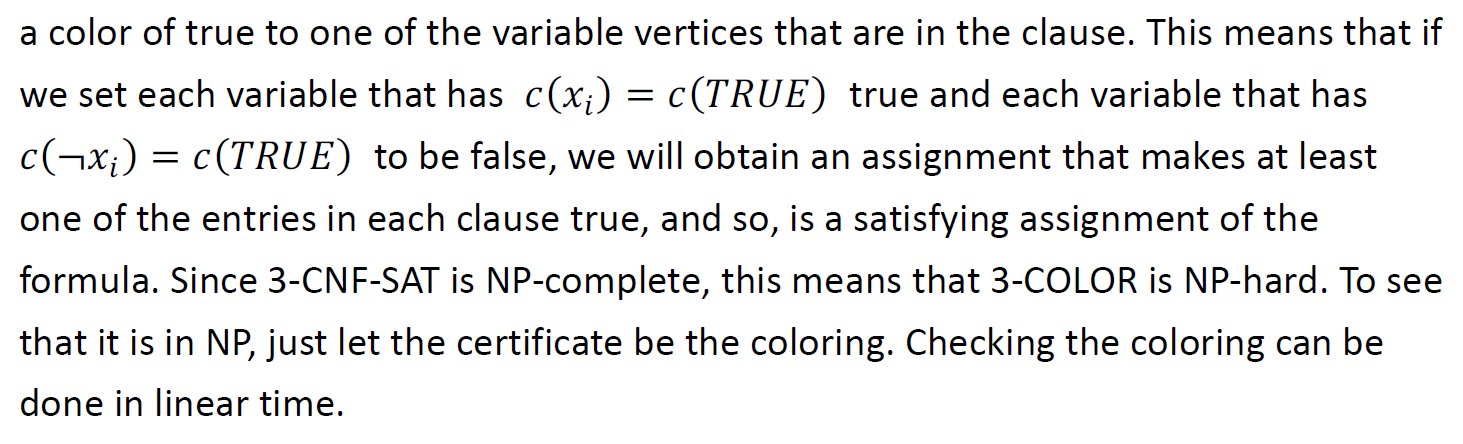 a color of true to one of the variable vertices that are in the clause. This means that if
we set each variable that has c(xᵢ) = c(TRUE) true and each variable that has
c(¬xᵢ) = c(TRUE) to be false, we will obtain an assignment that makes at least
one of the entries in each clause true, and so, is a satisfying assignment of the
formula. Since 3-CNF-SAT is NP-complete, this means that 3-COLOR is NP-hard. To see
that it is in NP, just let the certificate be the coloring. Checking the coloring can be
done in linear time.